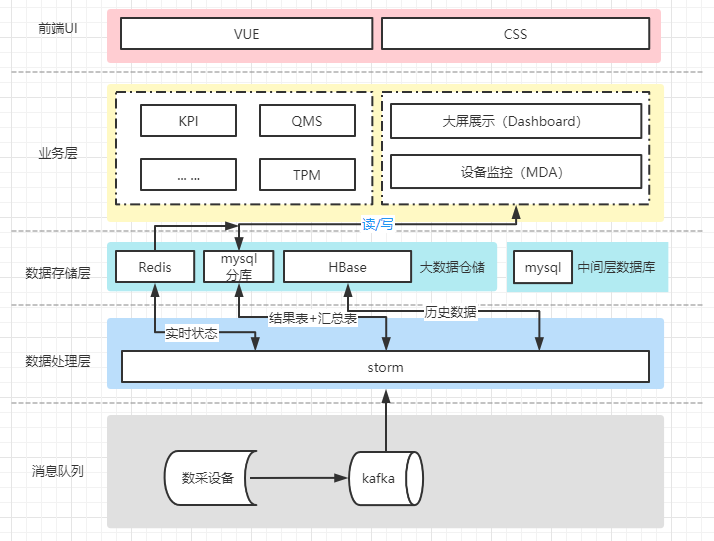 前端UI
VUE
CSS
业务层
KPI
QMS
... ...
TPM
大屏展示（Dashboard）
设备监控（MDA）
读/写
数据存储层
Redis
mysql
分库
HBase
大数据仓储
mysql
中间层数据库
实时状态
结果表+汇总表
历史数据
数据处理层
storm
消息队列
数采设备
kafka